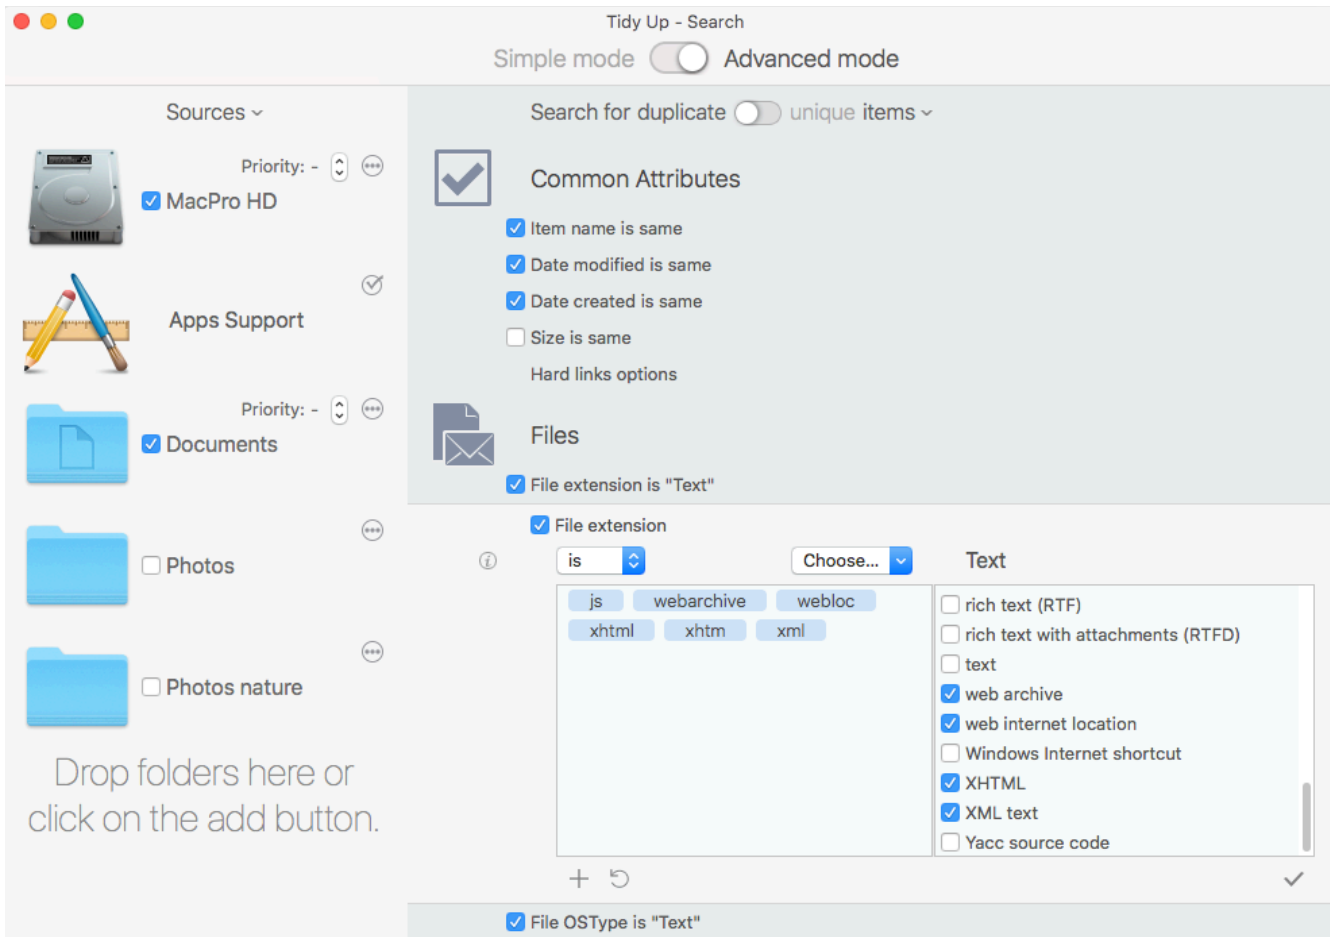 Tidy Up - Search
Simple mode Advanced mode
Sources
Priority: -
MacPro HD
Apps Support
Priority: -
Documents
Photos
Photos nature
Drop folders here or
click on the add button.
Search for duplicate unique items
Common Attributes
Item name is same
Date modified is same
Date created is same
Size is same
Hard links options
Files
File extension is "Text"
File extension
is Choose... Text
js webarchive webloc
xhtml xhtm xml
rich text (RTF)
rich text with attachments (RTFD)
text
web archive
web internet location
Windows Internet shortcut
XHTML
XML text
Yacc source code
File OSType is "Text"